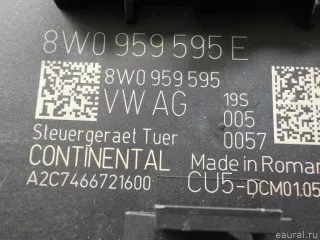 8W0 959 595 E
8W0 959 595
VW AG 19S
005
Steuergeraet Tuer 0057
CONTINENTAL Made in Roman
A2C7466721600 CU5-DCM01.05
eaural.ru